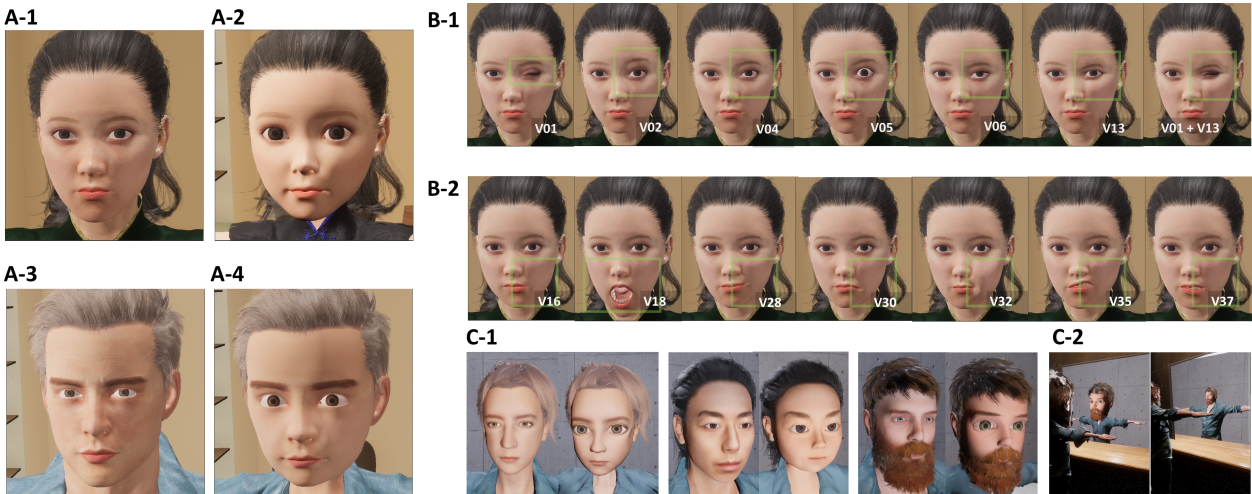 A-1
A-2
B-1
V01
V02
V04
V05
V06
V13
V01 + V13
B-2
V16
V18
V28
V30
V32
V35
V37
A-3
A-4
C-1
C-2